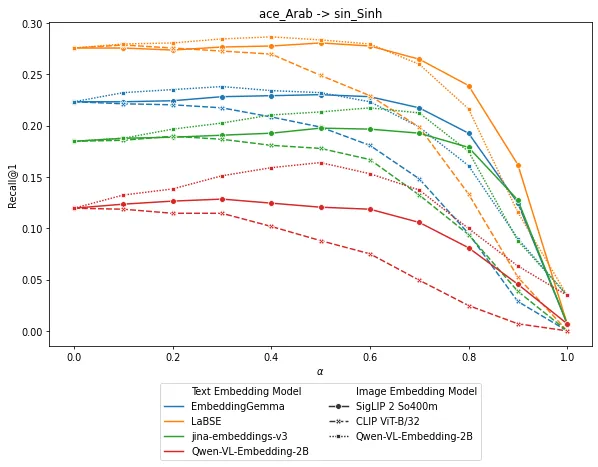 ace_Arab -> sin_Sinh
0.30
0.25
0.20
0.15
0.10
0.05
0.00
Recall@1
0.0 0.2 0.4 0.6 0.8 1.0
α
Text Embedding Model
EmbeddingGemma
LaBSE
jina-embeddings-v3
Qwen-VL-Embedding-2B
Image Embedding Model
SigLIP 2 So400m
CLIP ViT-B/32
Qwen-VL-Embedding-2B